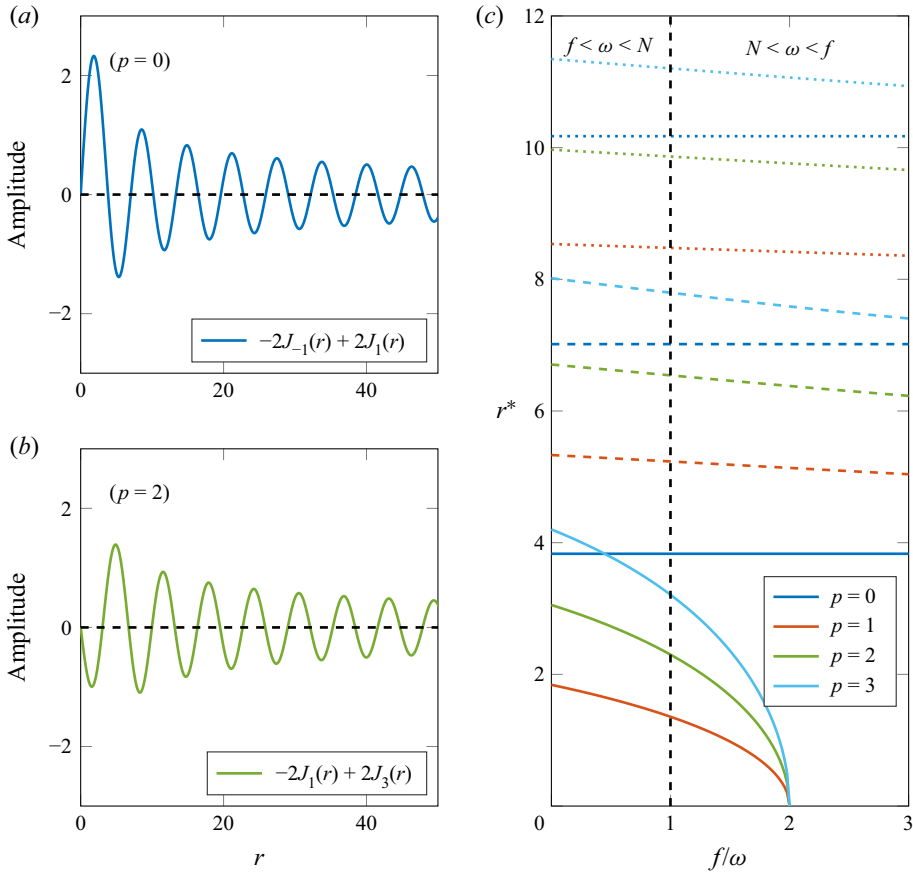 (a)
(p = 0)
2
0
−2
Amplitude
−2J₋₁(r) + 2J₁(r)
0 20 40
(b)
(p = 2)
2
0
−2
Amplitude
−2J₁(r) + 2J₃(r)
0 20 40
r
(c)
12
10
8
6
4
2
r*
f < ω < N
N < ω < f
p = 0
p = 1
p = 2
p = 3
0 1 2 3
f/ω